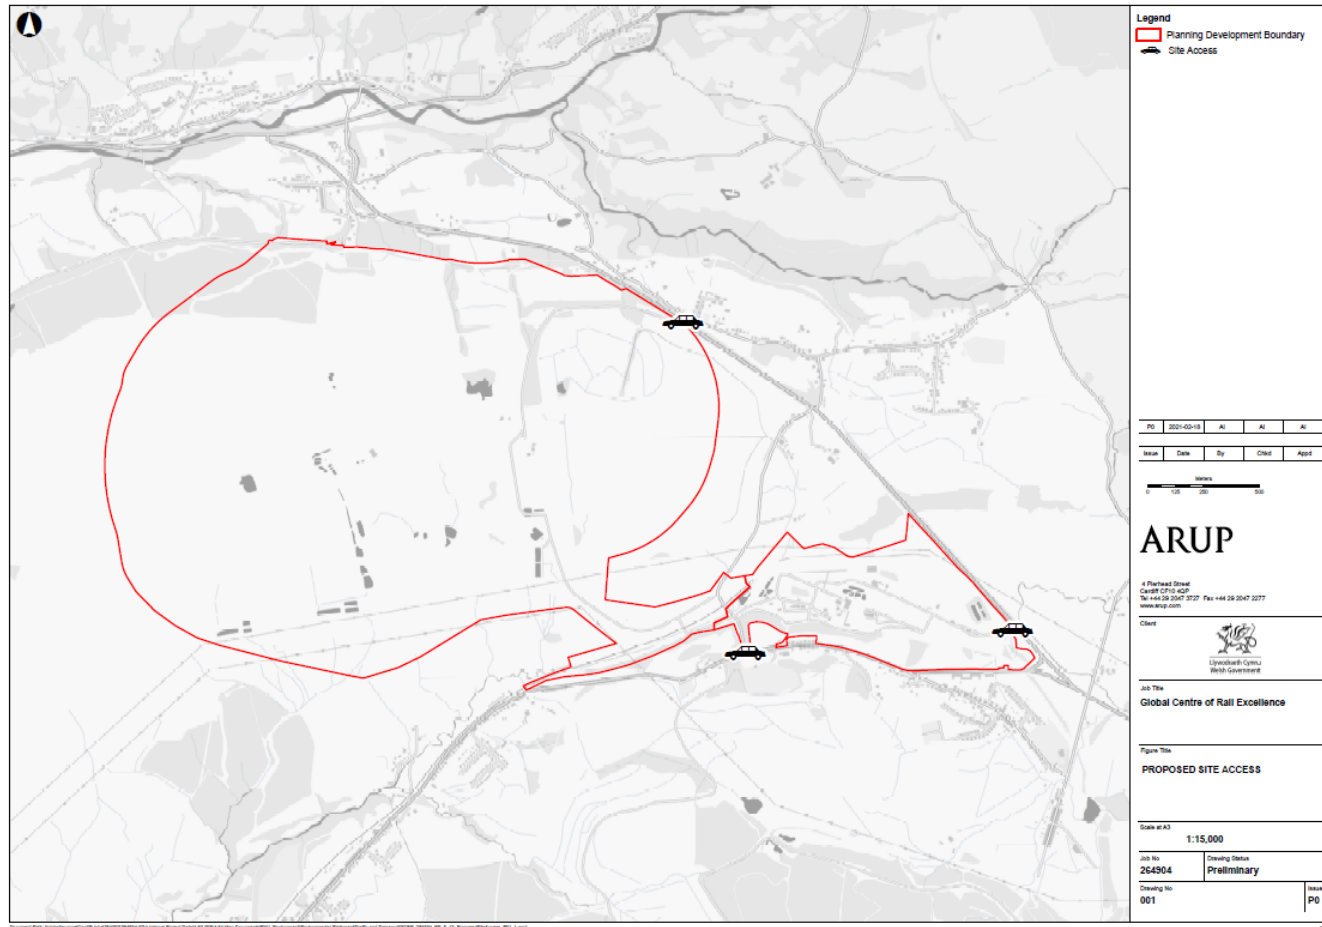 Legend
Planning Development Boundary
Site Access
P0 2021-02-18 AI AI AI
Issue Date By Chkd Appd
Meters
0 125 250 500
ARUP
4 Pierhead Street
Cardiff CF10 4QP
Tel +44 29 2047 3727 Fax +44 29 2047 2277
www.arup.com
Client
Llywodraeth Cymru
Welsh Government
Job Title
Global Centre of Rail Excellence
Figure Title
PROPOSED SITE ACCESS
Scale at A3
1:15,000
Job No Drawing Status
264904 Preliminary
Drawing No Issue
001 P0